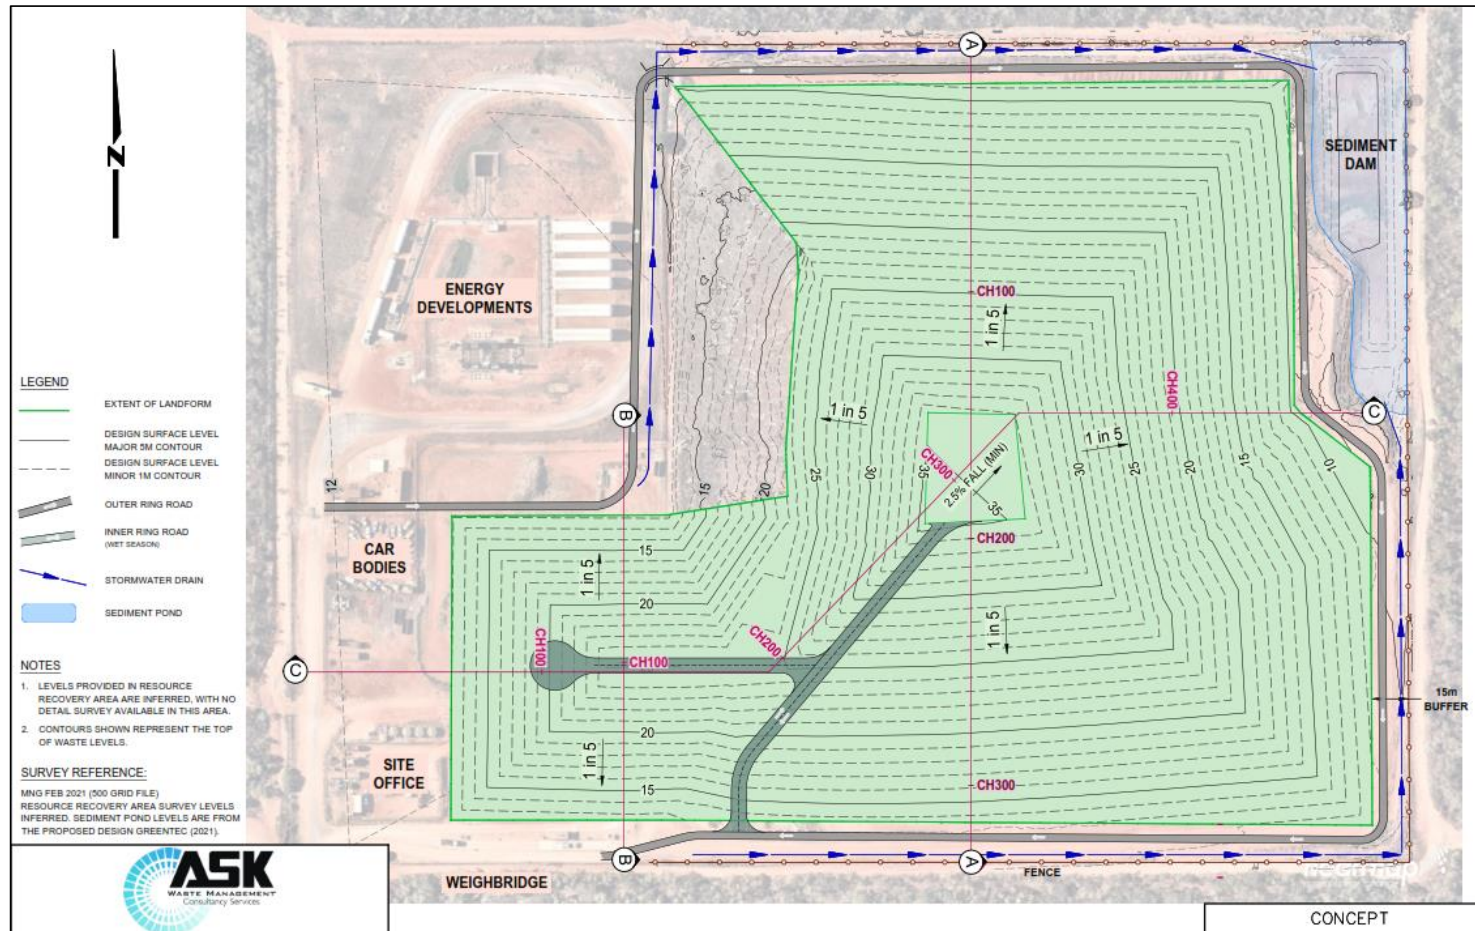 N
LEGEND
EXTENT OF LANDFORM
DESIGN SURFACE LEVEL
MAJOR 5M CONTOUR
DESIGN SURFACE LEVEL
MINOR 1M CONTOUR
OUTER RING ROAD
INNER RING ROAD
(WET SEASON)
STORMWATER DRAIN
SEDIMENT POND
NOTES
1. LEVELS PROVIDED IN RESOURCE
RECOVERY AREA ARE INFERRED, WITH NO
DETAIL SURVEY AVAILABLE IN THIS AREA.
2. CONTOURS SHOWN REPRESENT THE TOP
OF WASTE LEVELS.
SURVEY REFERENCE:
MNG FEB 2021 (500 GRID FILE)
RESOURCE RECOVERY AREA SURVEY LEVELS
INFERRED. SEDIMENT POND LEVELS ARE FROM
THE PROPOSED DESIGN GREENTEC (2021).
ASK
WASTE MANAGEMENT
Consultancy Services
A
SEDIMENT
DAM
ENERGY
DEVELOPMENTS
CH100
1 in 5
CH400
B
C
1 in 5
1 in 5
25
30
35
CH300
2.5% FALL (MIN)
35
30
25
20
15
10
12
15
20
CH200
CAR
BODIES
15
1 in 5
20
CH100
CH100
CH200
1 in 5
C
15m
BUFFER
20
1 in 5
15
SITE
OFFICE
CH300
B
A
FENCE
WEIGHBRIDGE
CONCEPT